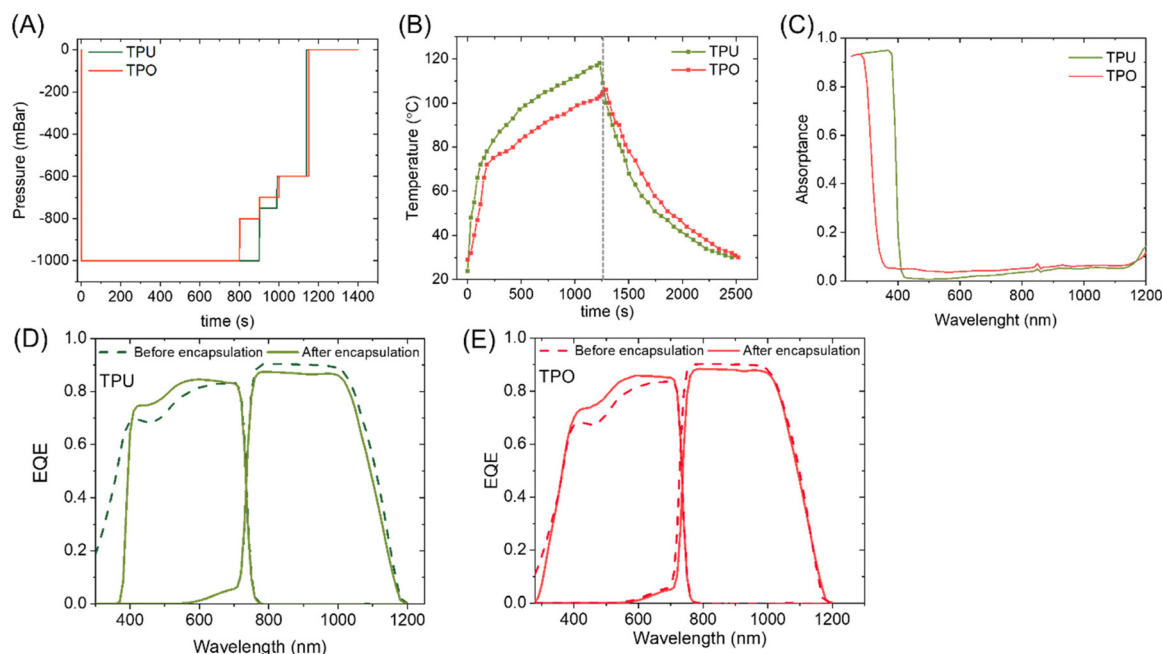 (A)
TPU
TPO
Pressure (mBar)
0
-200
-400
-600
-800
-1000
0 200 400 600 800 1000 1200 1400
time (s)
(B)
TPU
TPO
Temperature (°C)
120
100
80
60
40
20
0 500 1000 1500 2000 2500
time (s)
(C)
TPU
TPO
Absorptance
1.0
0.8
0.6
0.4
0.2
0.0
400 600 800 1000 1200
Wavelenght (nm)
(D)
Before encapsulation After encapsulation
TPU
EQE
1.0
0.8
0.6
0.4
0.2
0.0
400 600 800 1000 1200
Wavelength (nm)
(E)
Before encapsulation After encapsulation
TPO
EQE
1.0
0.8
0.6
0.4
0.2
0.0
400 600 800 1000 1200
Wavelength (nm)